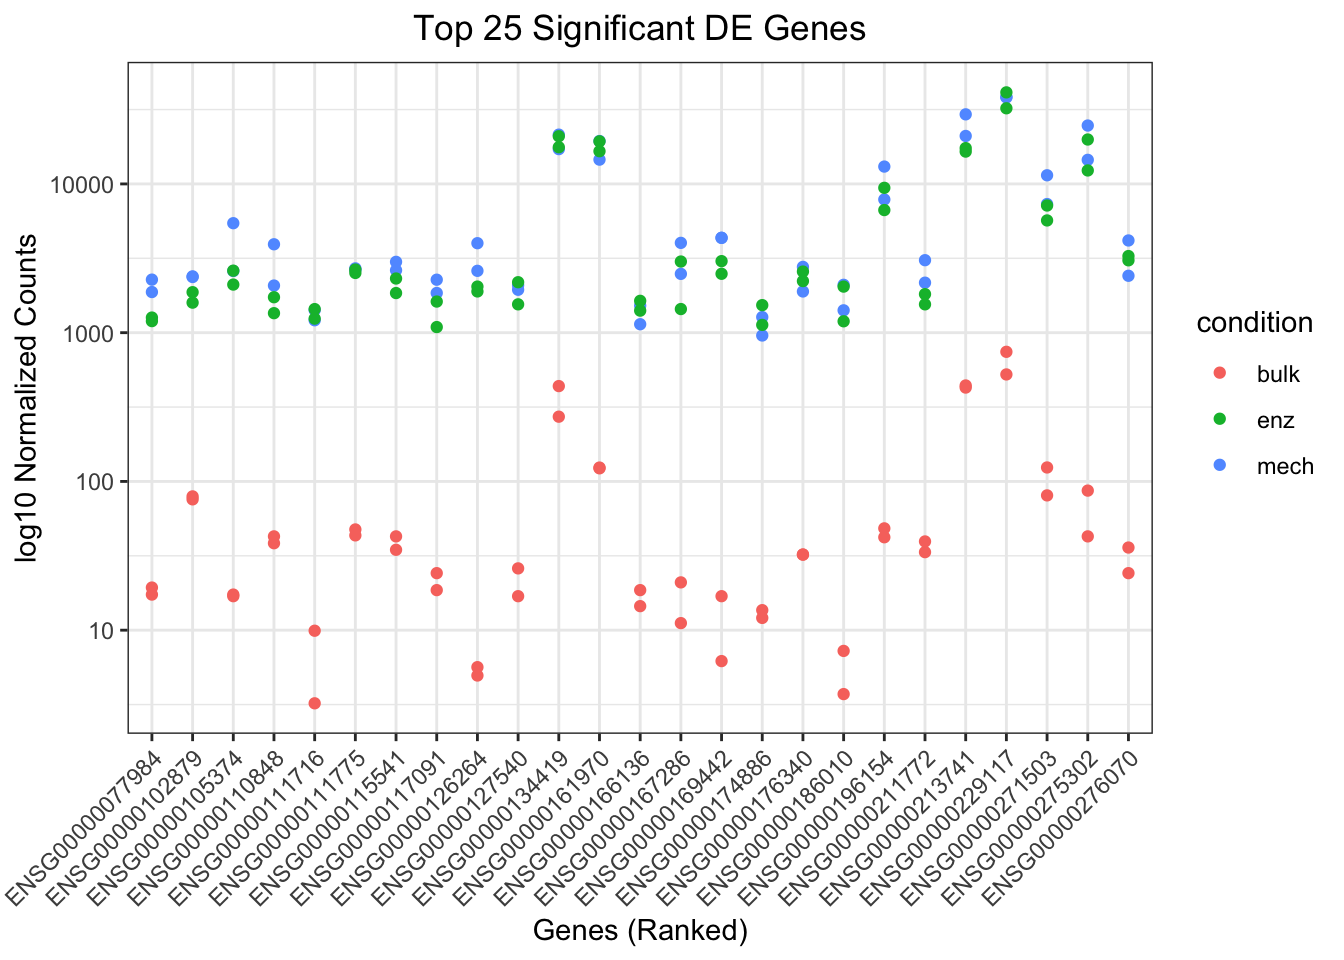 Top 25 Significant DE Genes
log10 Normalized Counts
10000
1000
100
10
ENSG00000077984
ENSG00000102879
ENSG00000105374
ENSG00000110848
ENSG00000111716
ENSG00000111775
ENSG00000115541
ENSG00000117091
ENSG00000126264
ENSG00000127540
ENSG00000134419
ENSG00000161970
ENSG00000166136
ENSG00000167286
ENSG00000169442
ENSG00000174886
ENSG00000176340
ENSG00000186010
ENSG00000196154
ENSG00000211772
ENSG00000213741
ENSG00000229117
ENSG00000271503
ENSG00000275302
ENSG00000276070
Genes (Ranked)
condition
bulk
enz
mech